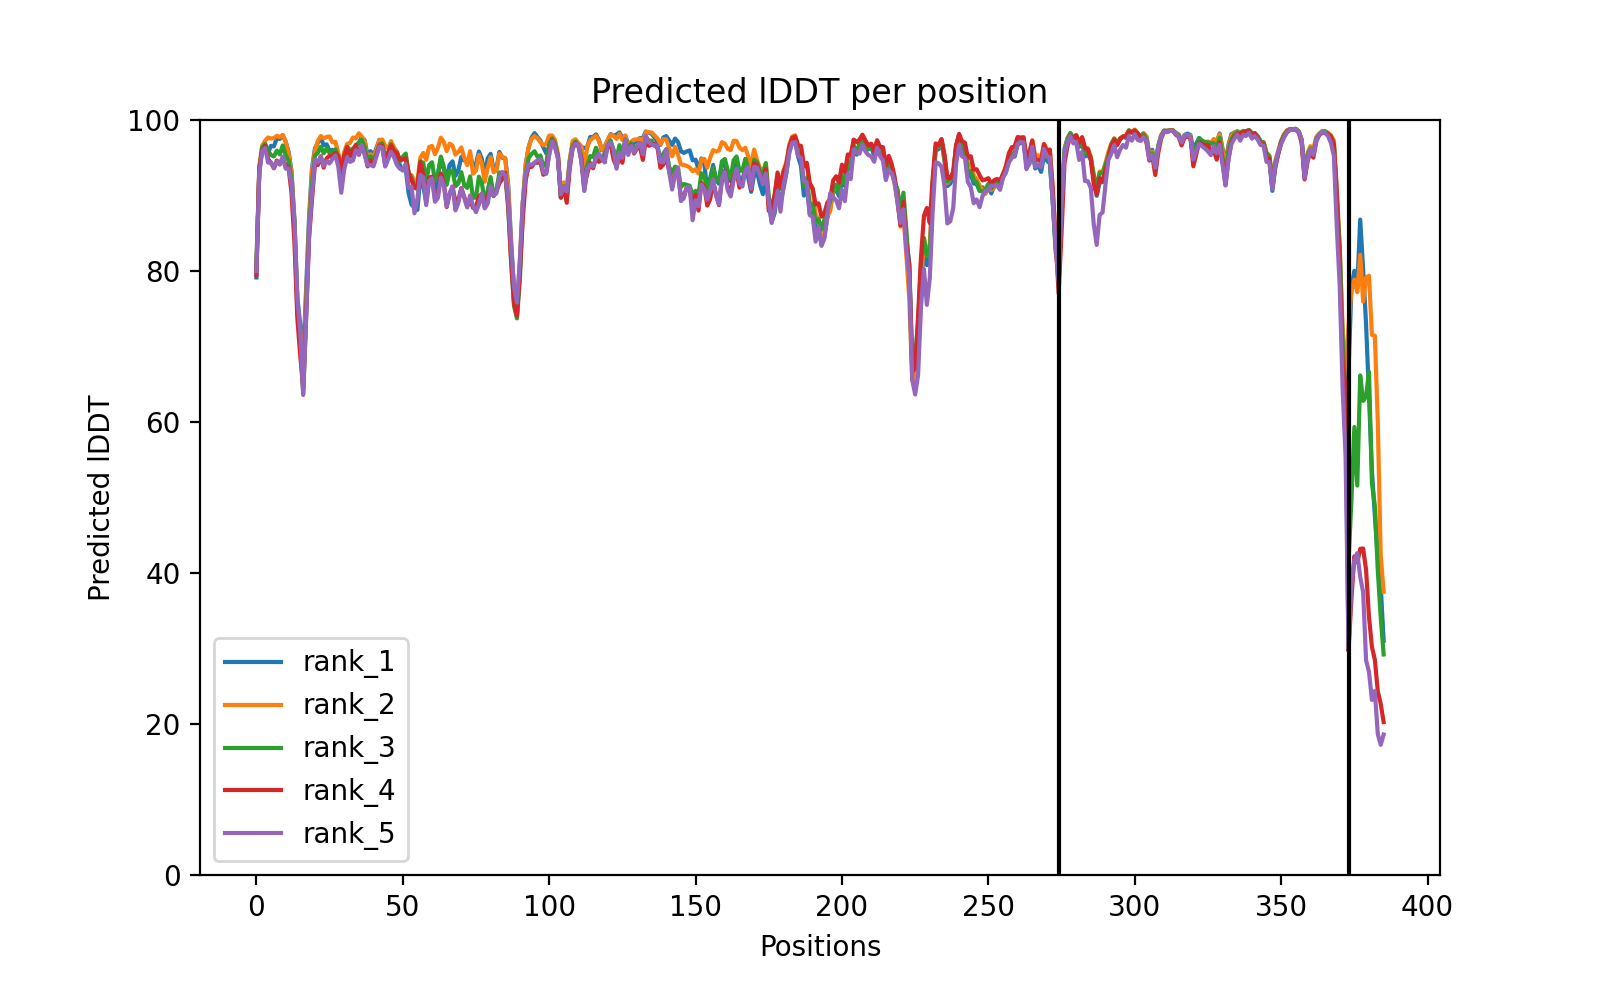 Predicted lDDT per position
100
80
60
40
20
0
Predicted lDDT
rank_1
rank_2
rank_3
rank_4
rank_5
0 50 100 150 200 250 300 350 400
Positions